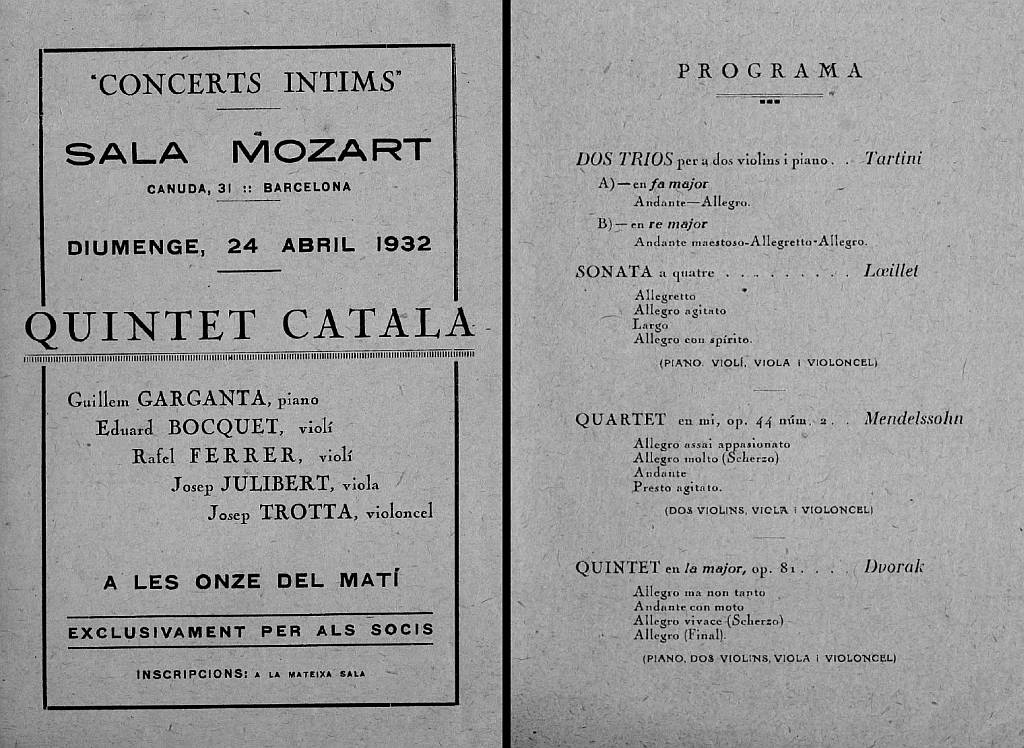 "CONCERTS INTIMS"
SALA MOZART
CANUDA, 31 :: BARCELONA
DIUMENGE, 24 ABRIL 1932
QUINTET CATALA
Guillem GARGANTA, piano
Eduard BOCQUET, violí
Rafel FERRER, violí
Josep JULIBERT, viola
Josep TROTTA, violoncel
A LES ONZE DEL MATÍ
EXCLUSIVAMENT PER ALS SOCIS
INSCRIPCIONS: A LA MATEIXA SALA
PROGRAMA
DOS TRIOS per a dos violins i piano. . Tartini
A)—en fa major
Andante—Allegro.
B)—en re major
Andante maestoso-Allegretto-Allegro.
SONATA a quatre . . . . . . . . . Lœillet
Allegretto
Allegro agitato
Largo
Allegro con spírito.
(PIANO, VIOLÍ, VIOLA I VIOLONCEL)
QUARTET en mi, op. 44 núm. 2 . . Mendelssohn
Allegro assai appasionato
Allegro molto (Scherzo)
Andante
Presto agitato.
(DOS VIOLINS, VIOLA I VIOLONCEL)
QUINTET en la major, op. 81 . . . . Dvorak
Allegro ma non tanto
Andante con moto
Allegro vivace (Scherzo)
Allegro (Final).
(PIANO, DOS VIOLINS, VIOLA I VIOLONCEL)